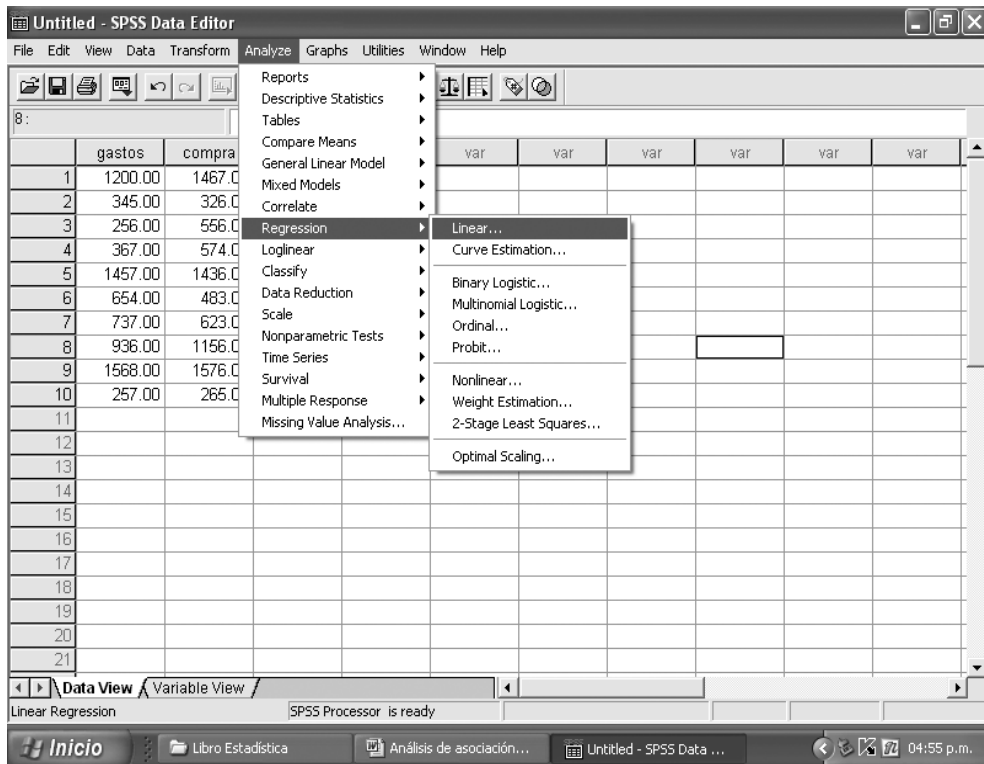 Untitled - SPSS Data Editor
File Edit View Data Transform Analyze Graphs Utilities Window Help
8 :
gastos compra var var var var var var
1 1200.00 1467.0
2 345.00 326.0
3 256.00 556.0
4 367.00 574.0
5 1457.00 1436.0
6 654.00 483.0
7 737.00 623.0
8 936.00 1156.0
9 1568.00 1576.0
10 257.00 265.0
11
12
13
14
15
16
17
18
19
20
21
Reports
Descriptive Statistics
Tables
Compare Means
General Linear Model
Mixed Models
Correlate
Regression
Loglinear
Classify
Data Reduction
Scale
Nonparametric Tests
Time Series
Survival
Multiple Response
Missing Value Analysis...
Linear...
Curve Estimation...
Binary Logistic...
Multinomial Logistic...
Ordinal...
Probit...
Nonlinear...
Weight Estimation...
2-Stage Least Squares...
Optimal Scaling...
Data View Variable View
Linear Regression SPSS Processor is ready
Inicio Libro Estadística Análisis de asociación... Untitled - SPSS Data ... 04:55 p.m.